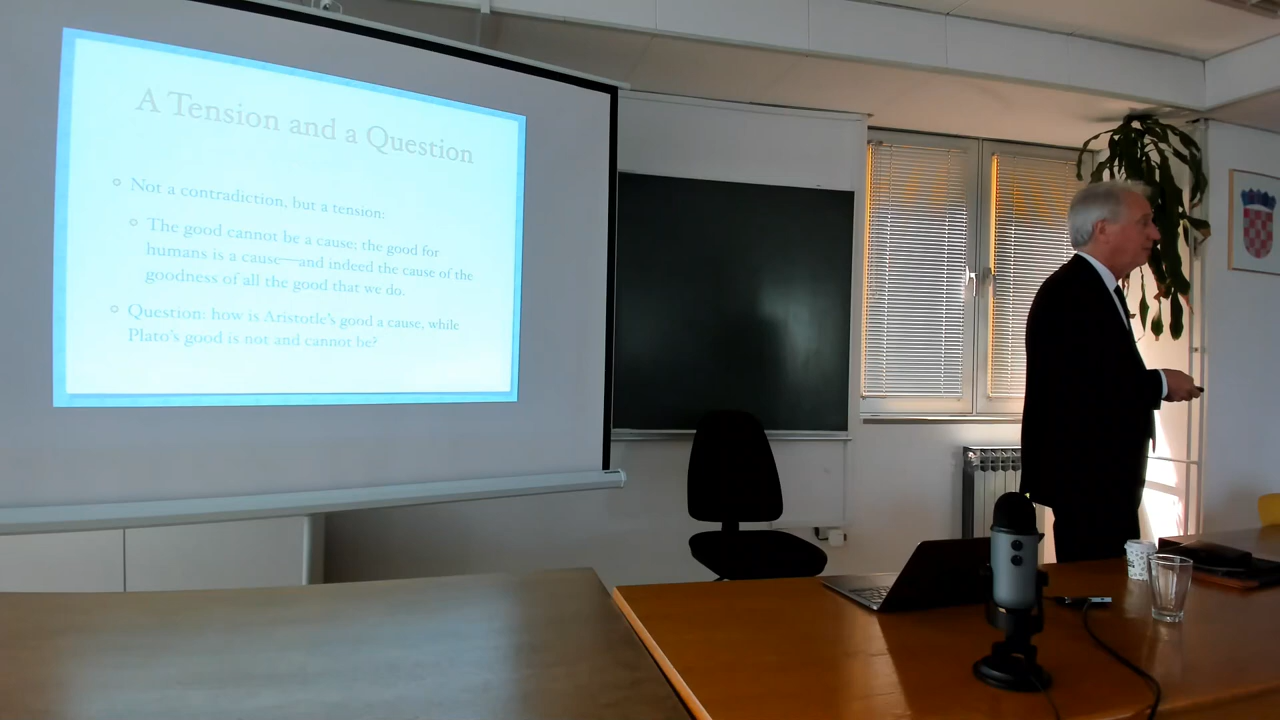 A Tension and a Question
Not a contradiction, but a tension:
The good cannot be a cause; the good for
humans is a cause—and indeed the cause of the
goodness of all the good that we do.
Question: how is Aristotle's good a cause, while
Plato's good is not and cannot be?